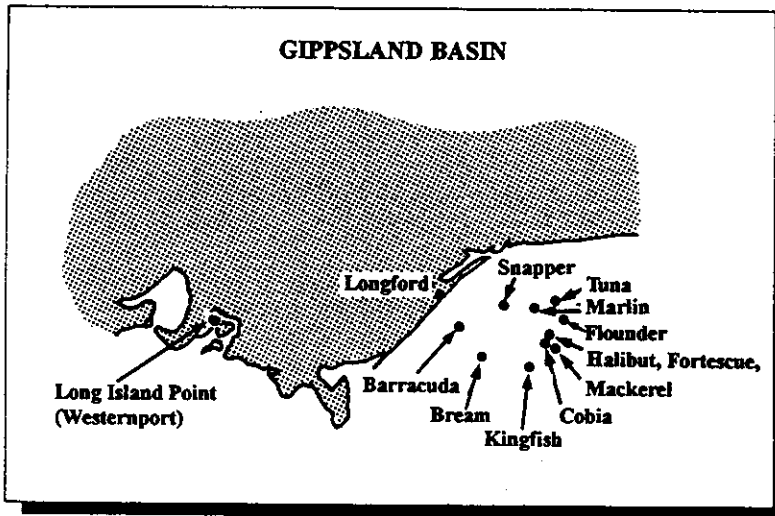 GIPPSLAND BASIN
Snapper
Longford
Tuna
Marlin
Flounder
Halibut, Fortescue,
Mackerel
Barracuda
Cobia
Bream
Kingfish
Long Island Point
(Westernport)